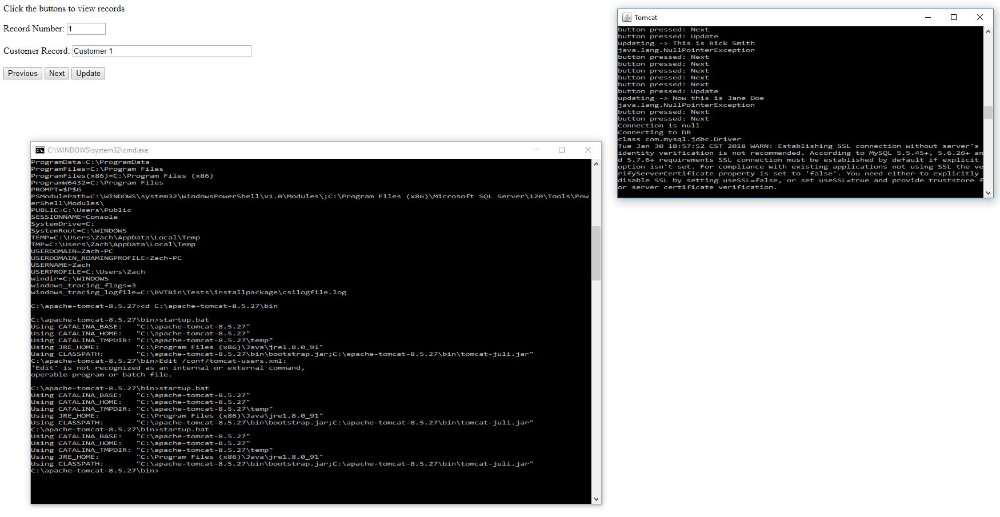 Click the buttons to view records
Record Number: 1
Customer Record: Customer 1
Previous Next Update
Tomcat
button pressed: Next
button pressed: Update
updating -> This is Rick Smith
java.lang.NullPointerException
button pressed: Next
button pressed: Next
button pressed: Next
button pressed: Next
button pressed: Next
button pressed: Update
updating -> Now this is Jane Doe
java.lang.NullPointerException
button pressed: Next
button pressed: Next
Connection is null
Connecting to DB
class com.mysql.jdbc.Driver
Tue Jan 30 18:57:52 CST 2018 WARN: Establishing SSL connection without server's
identity verification is not recommended. According to MySQL 5.5.45+, 5.6.26+ an
d 5.7.6+ requirements SSL connection must be established by default if explicit
option isn't set. For compliance with existing applications not using SSL the ve
rifyServerCertificate property is set to 'false'. You need either to explicitly
disable SSL by setting useSSL=false, or set useSSL=true and provide truststore f
or server certificate verification.
C:\WINDOWS\system32\cmd.exe
ProgramData=C:\ProgramData
ProgramFiles=C:\Program Files
ProgramFiles(x86)=C:\Program Files (x86)
ProgramW6432=C:\Program Files
PROMPT=$P$G
PSModulePath=C:\WINDOWS\system32\WindowsPowerShell\v1.0\Modules\;C:\Program Files (x86)\Microsoft SQL Server\120\Tools\Pow
erShell\Modules\
PUBLIC=C:\Users\Public
SESSIONNAME=Console
SystemDrive=C:
SystemRoot=C:\WINDOWS
TEMP=C:\Users\Zach\AppData\Local\Temp
TMP=C:\Users\Zach\AppData\Local\Temp
USERDOMAIN=Zach-PC
USERDOMAIN_ROAMINGPROFILE=Zach-PC
USERNAME=Zach
USERPROFILE=C:\Users\Zach
windir=C:\WINDOWS
windows_tracing_flags=3
windows_tracing_logfile=C:\BVTBin\Tests\installpackage\csilogfile.log
C:\apache-tomcat-8.5.27>cd C:\apache-tomcat-8.5.27\bin
C:\apache-tomcat-8.5.27\bin>startup.bat
Using CATALINA_BASE:   "C:\apache-tomcat-8.5.27"
Using CATALINA_HOME:   "C:\apache-tomcat-8.5.27"
Using CATALINA_TMPDIR: "C:\apache-tomcat-8.5.27\temp"
Using JRE_HOME:        "C:\Program Files (x86)\Java\jre1.8.0_91"
Using CLASSPATH:       "C:\apache-tomcat-8.5.27\bin\bootstrap.jar;C:\apache-tomcat-8.5.27\bin\tomcat-juli.jar"
C:\apache-tomcat-8.5.27\bin>Edit /conf/tomcat-users.xml:
'Edit' is not recognized as an internal or external command,
operable program or batch file.
C:\apache-tomcat-8.5.27\bin>startup.bat
Using CATALINA_BASE:   "C:\apache-tomcat-8.5.27"
Using CATALINA_HOME:   "C:\apache-tomcat-8.5.27"
Using CATALINA_TMPDIR: "C:\apache-tomcat-8.5.27\temp"
Using JRE_HOME:        "C:\Program Files (x86)\Java\jre1.8.0_91"
Using CLASSPATH:       "C:\apache-tomcat-8.5.27\bin\bootstrap.jar;C:\apache-tomcat-8.5.27\bin\tomcat-juli.jar"
C:\apache-tomcat-8.5.27\bin>startup.bat
Using CATALINA_BASE:   "C:\apache-tomcat-8.5.27"
Using CATALINA_HOME:   "C:\apache-tomcat-8.5.27"
Using CATALINA_TMPDIR: "C:\apache-tomcat-8.5.27\temp"
Using JRE_HOME:        "C:\Program Files (x86)\Java\jre1.8.0_91"
Using CLASSPATH:       "C:\apache-tomcat-8.5.27\bin\bootstrap.jar;C:\apache-tomcat-8.5.27\bin\tomcat-juli.jar"
C:\apache-tomcat-8.5.27\bin>